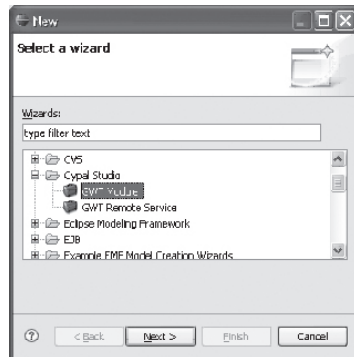 New
Select a wizard
Wizards:
type filter text
CVS
Cypal Studio
GWT Module
GWT Remote Service
Eclipse Modeling Framework
EJB
Example EMF Model Creation Wizards
< Back
Next >
Finish
Cancel